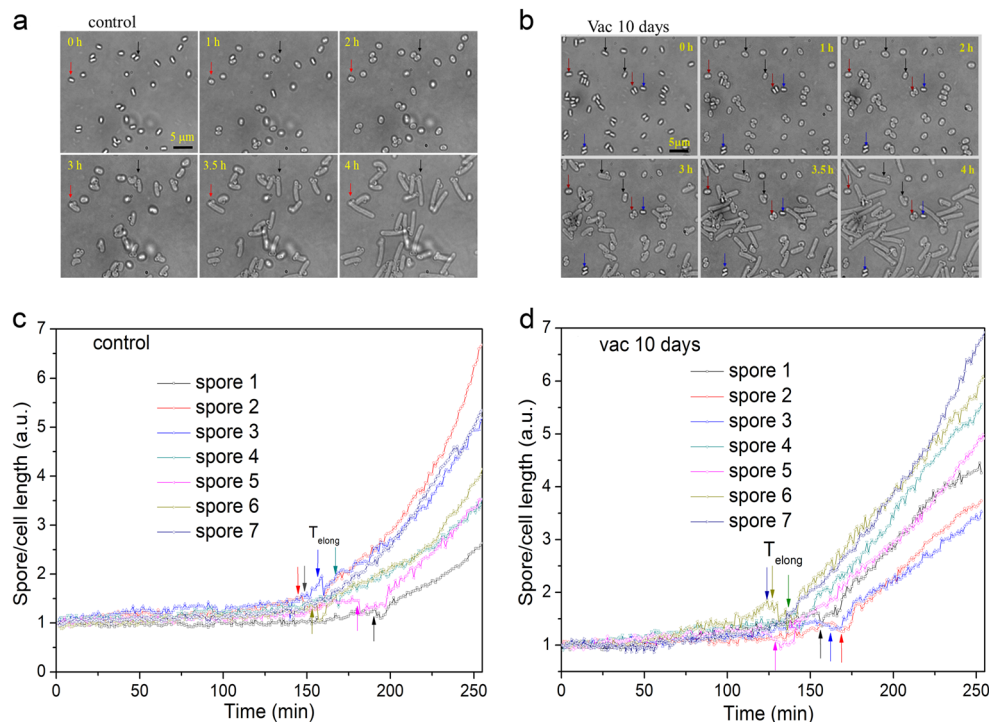 a
control
0 h
1 h
2 h
5 μm
3 h
3.5 h
4 h
b
Vac 10 days
0 h
1 h
2 h
5μm
3 h
3.5 h
4 h
c
control
spore 1
spore 2
spore 3
spore 4
spore 5
spore 6
spore 7
Telong
Spore/cell length (a.u.)
7
6
5
4
3
2
1
0
0
50
100
150
200
250
Time (min)
d
vac 10 days
spore 1
spore 2
spore 3
spore 4
spore 5
spore 6
spore 7
Telong
Spore/cell length (a.u.)
7
6
5
4
3
2
1
0
50
100
150
200
250
Time (min)